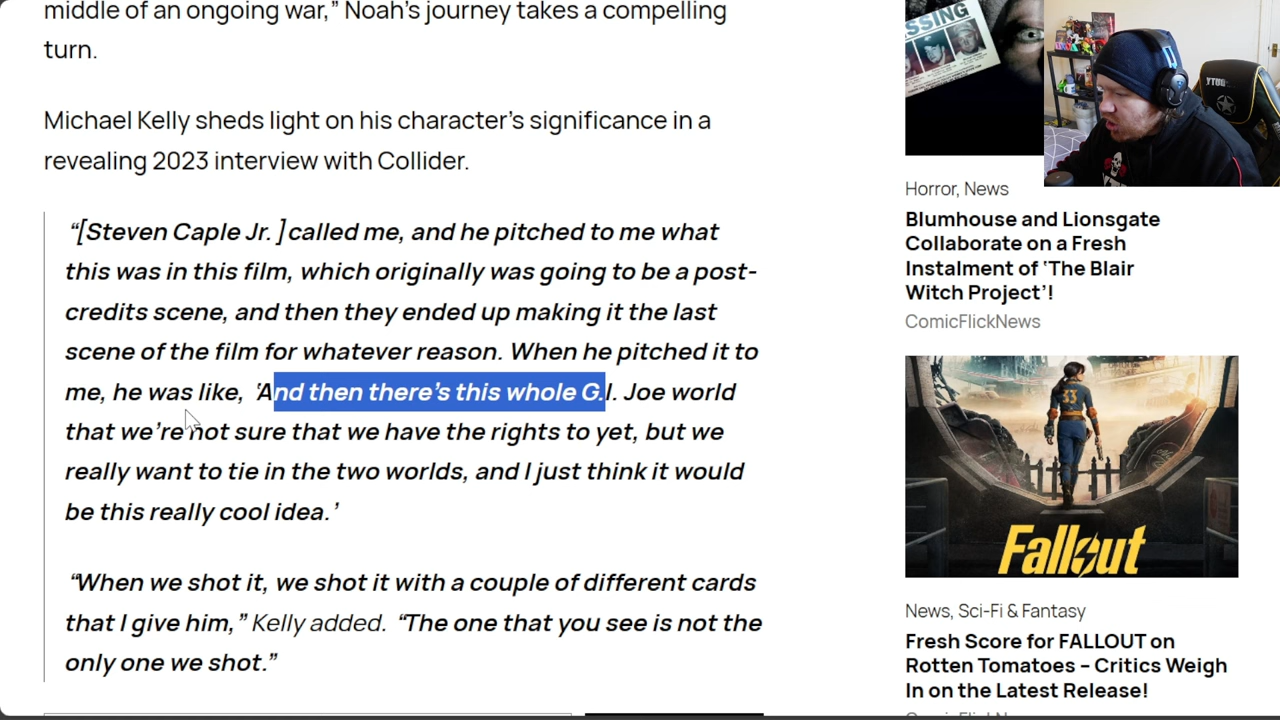 middle of an ongoing war,” Noah’s journey takes a compelling
turn.
Michael Kelly sheds light on his character’s significance in a
revealing 2023 interview with Collider.
“[Steven Caple Jr. ] called me, and he pitched to me what
this was in this film, which originally was going to be a post-
credits scene, and then they ended up making it the last
scene of the film for whatever reason. When he pitched it to
me, he was like, ‘And then there’s this whole G.I. Joe world
that we’re not sure that we have the rights to yet, but we
really want to tie in the two worlds, and I just think it would
be this really cool idea.’
“When we shot it, we shot it with a couple of different cards
that I give him,” Kelly added. “The one that you see is not the
only one we shot.”
SSING
Horror, News
Blumhouse and Lionsgate
Collaborate on a Fresh
Instalment of ‘The Blair
Witch Project’!
ComicFlickNews
33
Fallout
News, Sci-Fi & Fantasy
Fresh Score for FALLOUT on
Rotten Tomatoes – Critics Weigh
In on the Latest Release!